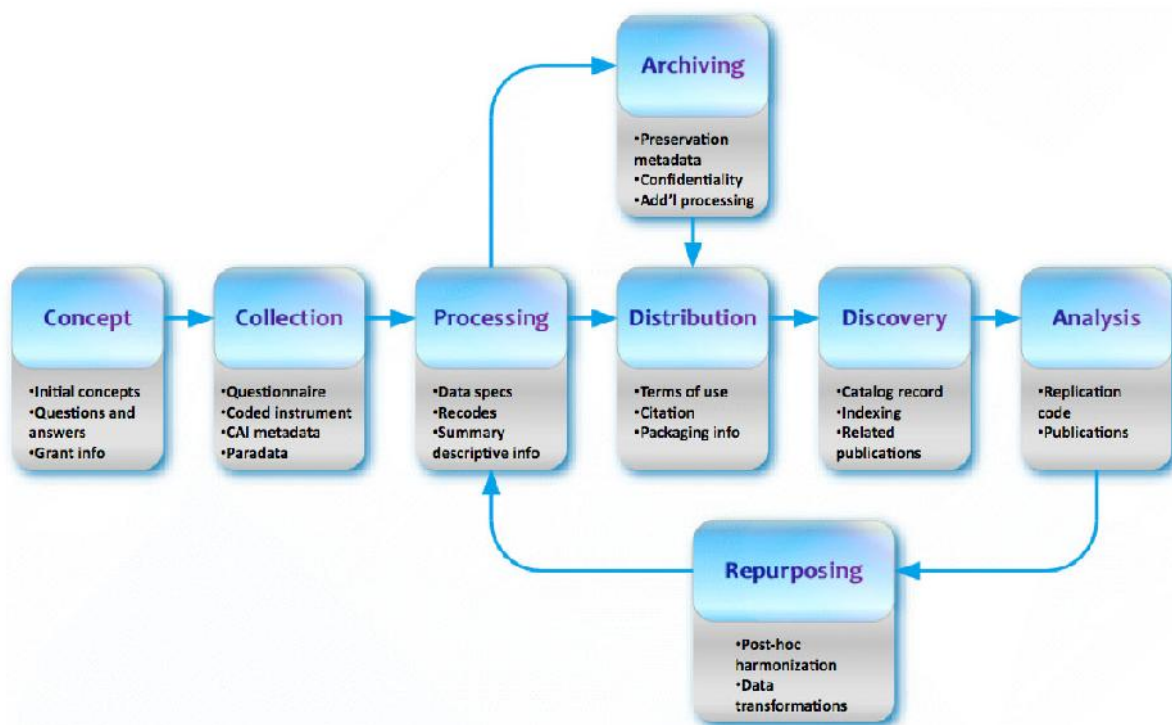 Archiving
•Preservation
metadata
•Confidentiality
•Add'l processing
Concept
•Initial concepts
•Questions and
answers
•Grant info
Collection
•Questionnaire
•Coded instrument
•CAI metadata
•Paradata
Processing
•Data specs
•Recodes
•Summary
descriptive info
Distribution
•Terms of use
•Citation
•Packaging info
Discovery
•Catalog record
•Indexing
•Related
publications
Analysis
•Replication
code
•Publications
Repurposing
•Post-hoc
harmonization
•Data
transformations